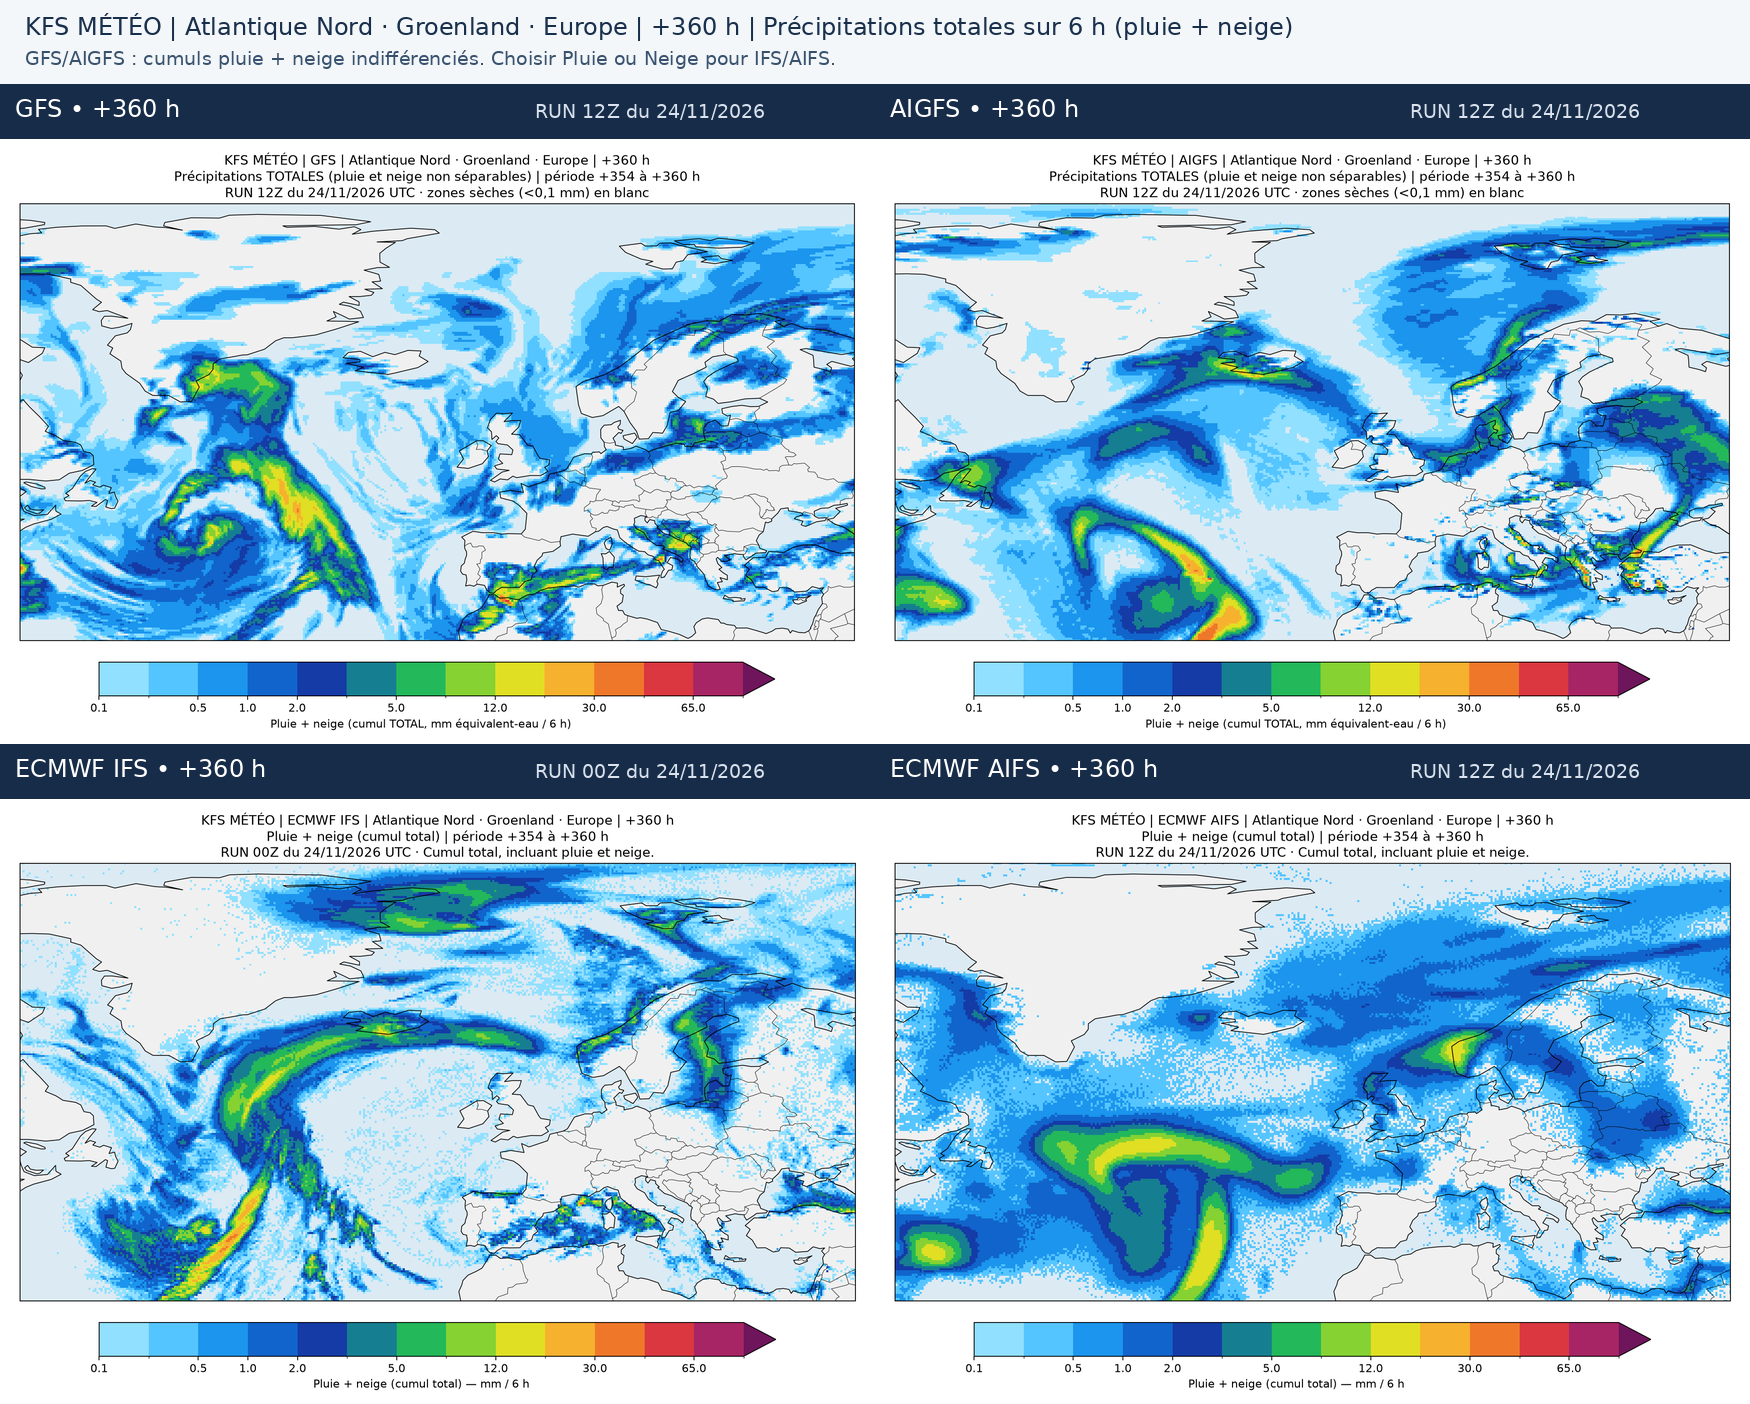 KFS MÉTÉO | Atlantique Nord · Groenland · Europe | +360 h | Précipitations totales sur 6 h (pluie + neige)
GFS/AIGFS : cumuls pluie + neige indifférenciés. Choisir Pluie ou Neige pour IFS/AIFS.
GFS • +360 h
RUN 12Z du 24/11/2026
AIGFS • +360 h
RUN 12Z du 24/11/2026
KFS MÉTÉO | GFS | Atlantique Nord · Groenland · Europe | +360 h
Précipitations TOTALES (pluie et neige non séparables) | période +354 à +360 h
RUN 12Z du 24/11/2026 UTC · zones sèches (<0,1 mm) en blanc
KFS MÉTÉO | AIGFS | Atlantique Nord · Groenland · Europe | +360 h
Précipitations TOTALES (pluie et neige non séparables) | période +354 à +360 h
RUN 12Z du 24/11/2026 UTC · zones sèches (<0,1 mm) en blanc
0.1 0.5 1.0 2.0 5.0 12.0 30.0 65.0
Pluie + neige (cumul TOTAL, mm équivalent-eau / 6 h)
0.1 0.5 1.0 2.0 5.0 12.0 30.0 65.0
Pluie + neige (cumul TOTAL, mm équivalent-eau / 6 h)
ECMWF IFS • +360 h
RUN 00Z du 24/11/2026
ECMWF AIFS • +360 h
RUN 12Z du 24/11/2026
KFS MÉTÉO | ECMWF IFS | Atlantique Nord · Groenland · Europe | +360 h
Pluie + neige (cumul total) | période +354 à +360 h
RUN 00Z du 24/11/2026 UTC · Cumul total, incluant pluie et neige.
KFS MÉTÉO | ECMWF AIFS | Atlantique Nord · Groenland · Europe | +360 h
Pluie + neige (cumul total) | période +354 à +360 h
RUN 12Z du 24/11/2026 UTC · Cumul total, incluant pluie et neige.
0.1 0.5 1.0 2.0 5.0 12.0 30.0 65.0
Pluie + neige (cumul total) — mm / 6 h
0.1 0.5 1.0 2.0 5.0 12.0 30.0 65.0
Pluie + neige (cumul total) — mm / 6 h